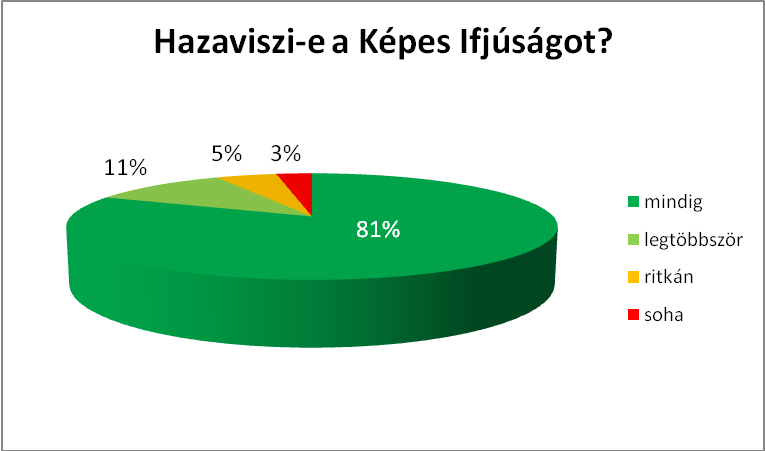 Hazaviszi-e a Képes Ifjúságot?
11%
5%
3%
81%
mindig
legtöbbször
ritkán
soha